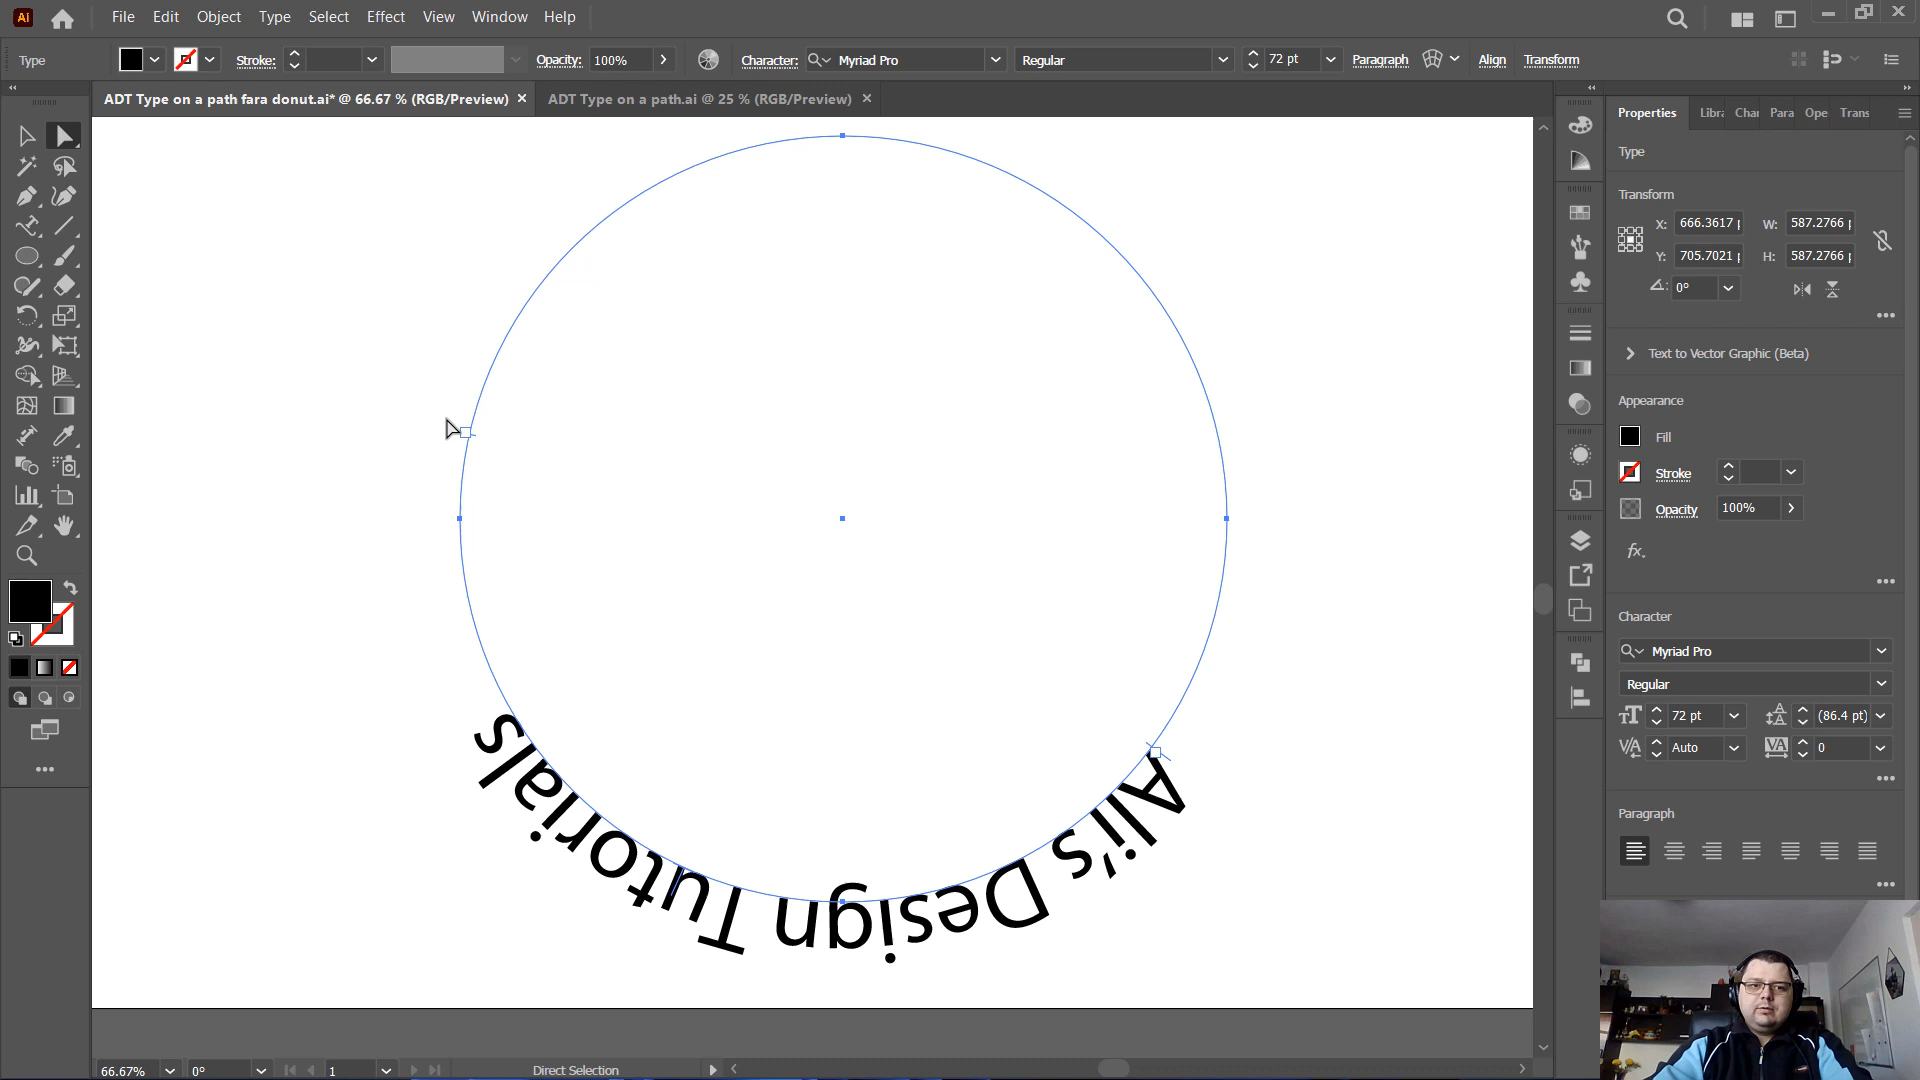 Ai File Edit Object Type Select Effect View Window Help
Type Stroke: Opacity: 100% Character: Myriad Pro Regular 72 pt Paragraph Align Transform
ADT Type on a path fara donut.ai* @ 66.67 % (RGB/Preview) ADT Type on a path.ai @ 25 % (RGB/Preview)
Properties Libra Char Para Ope Trans
Type
Transform
X: 666.3617 W: 587.2766
Y: 705.7021 H: 587.2766
0°
Text to Vector Graphic (Beta)
Appearance
Fill
Stroke
Opacity 100%
fx.
Character
Myriad Pro
Regular
72 pt (86.4 pt)
Auto 0
Paragraph
Ali's Design Tutorials
66.67% 0° 1 Direct Selection